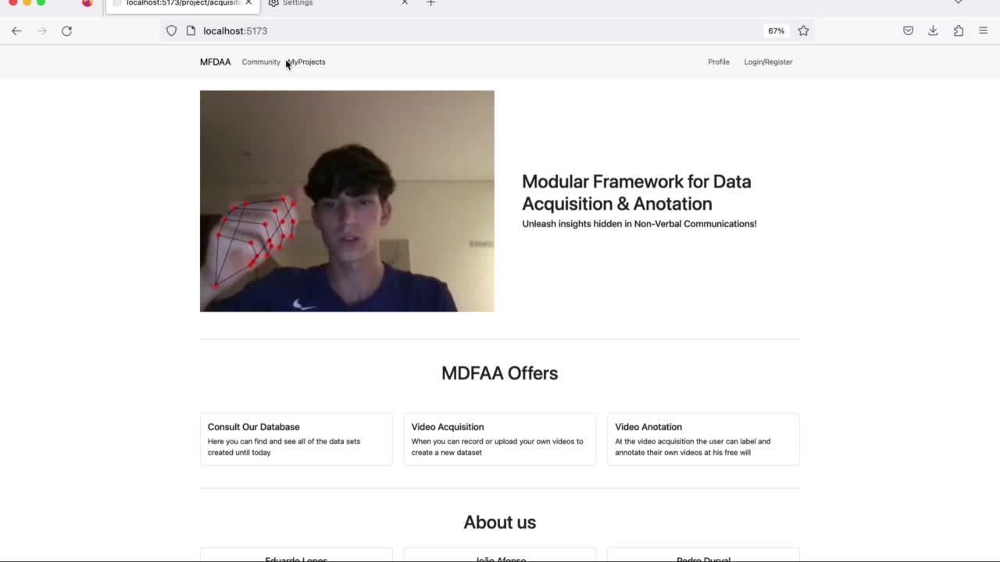 localhost:5173/project/acquisitio
Settings
localhost:5173
67%
MFDAA
Community
MyProjects
Profile
Login/Register
Modular Framework for Data
Acquisition & Anotation
Unleash insights hidden in Non-Verbal Communications!
MDFAA Offers
Consult Our Database
Here you can find and see all of the data sets
created until today
Video Acquisition
When you can record or upload your own videos to
create a new dataset
Video Anotation
At the video acquisition the user can label and
annotate their own videos at his free will
About us
Eduardo Lopes
João Afonso
Pedro Durval